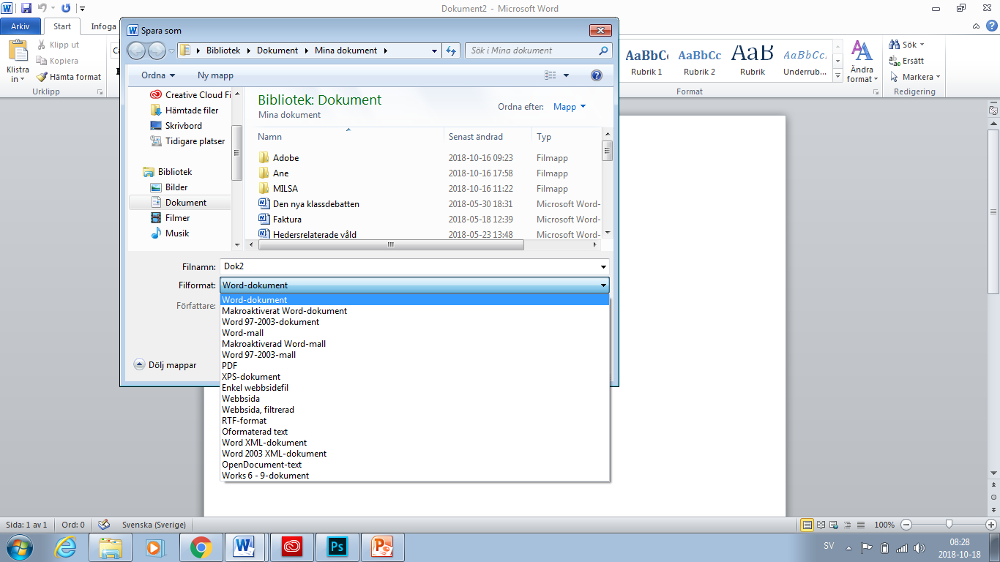 Dokument2 - Microsoft Word
Arkiv
Start
Infoga
Klistra
in
Klipp ut
Kopiera
Hämta format
Urklipp
AaBbCc
AaBbCc
AaB
AaBbCc.
Rubrik 1
Rubrik 2
Rubrik
Underrub...
Ändra
format
Format
Sök
Ersätt
Markera
Redigering
Spara som
Bibliotek
Dokument
Mina dokument
Sök i Mina dokument
Ordna
Ny mapp
Creative Cloud Fi
Hämtade filer
Skrivbord
Tidigare platser
Bibliotek
Bilder
Dokument
Filmer
Musik
Bibliotek: Dokument
Mina dokument
Ordna efter: Mapp
Namn Senast ändrad Typ
Adobe 2018-10-16 09:23 Filmapp
Ane 2018-10-16 17:58 Filmapp
MILSA 2018-10-16 11:22 Filmapp
Den nya klassdebatten 2018-05-30 18:31 Microsoft Word-
Faktura 2018-05-18 12:39 Microsoft Word-
Hedersrelaterade våld 2018-05-23 13:48 Microsoft Word-
Filnamn: Dok2
Filformat: Word-dokument
Författare:
Word-dokument
Makroaktiverat Word-dokument
Word 97-2003-dokument
Word-mall
Makroaktiverad Word-mall
Word 97-2003-mall
PDF
XPS-dokument
Enkel webbsidefil
Webbsida
Webbsida, filtrerad
RTF-format
Oformaterad text
Word XML-dokument
Word 2003 XML-dokument
OpenDocument-text
Works 6 - 9-dokument
Dölj mappar
Sida: 1 av 1 Ord: 0 Svenska (Sverige) 100%
Ps
SV
08:28
2018-10-18